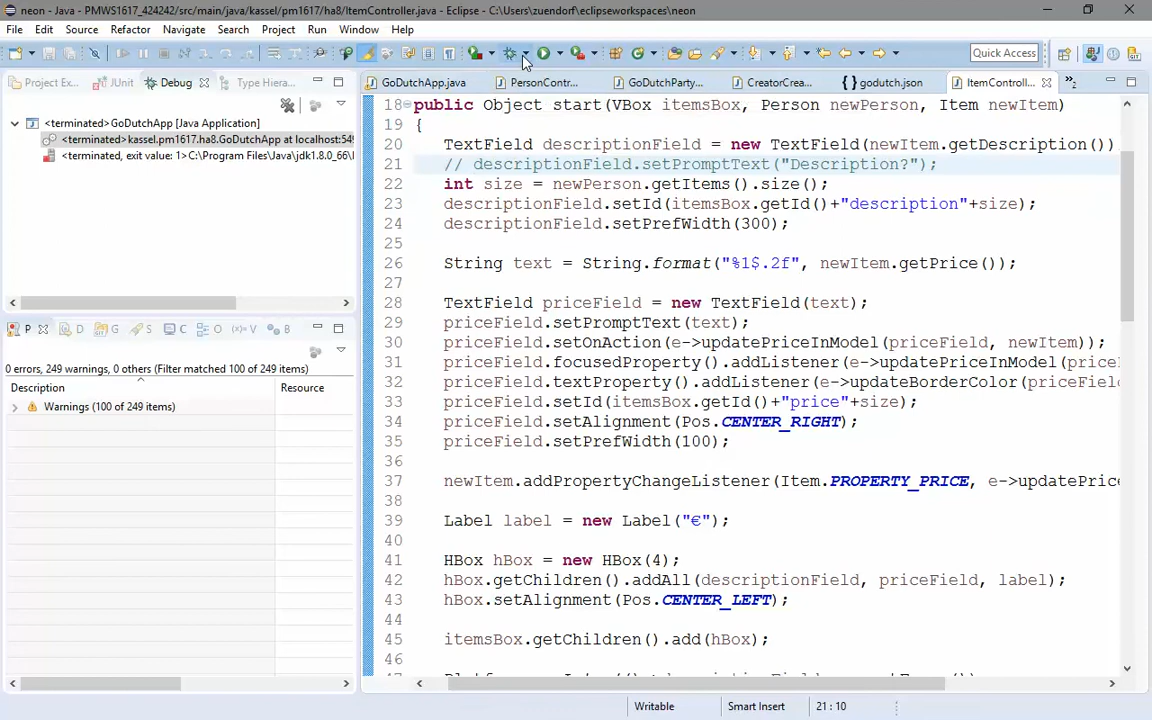 neon - Java - PMWS1617_424242/src/main/java/kassel/pm1617/ha8/ItemController.java - Eclipse - C:\Users\zuendorf\eclipseworkspaces\neon
File Edit Source Refactor Navigate Search Project Run Window Help
Quick Access
Project Ex... JUnit Debug Type Hierar...
GoDutchApp.java PersonContr... GoDutchParty... CreatorCrea... godutch.json ItemControll... »2
<terminated> GoDutchApp [Java Application]
<terminated> kassel.pm1617.ha8.GoDutchApp at localhost:549
<terminated, exit value: 1> C:\Program Files\Java\jdk1.8.0_66\
P D G S C O (x)= V B
0 errors, 249 warnings, 0 others (Filter matched 100 of 249 items)
Description Resource
Warnings (100 of 249 items)
18 public Object start(VBox itemsBox, Person newPerson, Item newItem)
19 {
20 TextField descriptionField = new TextField(newItem.getDescription())
21 // descriptionField.setPromptText("Description?");
22 int size = newPerson.getItems().size();
23 descriptionField.setId(itemsBox.getId()+"description"+size);
24 descriptionField.setPrefWidth(300);
25
26 String text = String.format("%1$.2f", newItem.getPrice());
27
28 TextField priceField = new TextField(text);
29 priceField.setPromptText(text);
30 priceField.setOnAction(e->updatePriceInModel(priceField, newItem));
31 priceField.focusedProperty().addListener(e->updatePriceInModel(priceF
32 priceField.textProperty().addListener(e->updateBorderColor(priceField
33 priceField.setId(itemsBox.getId()+"price"+size);
34 priceField.setAlignment(Pos.CENTER_RIGHT);
35 priceField.setPrefWidth(100);
36
37 newItem.addPropertyChangeListener(Item.PROPERTY_PRICE, e->updatePrice
38
39 Label label = new Label("€");
40
41 HBox hBox = new HBox(4);
42 hBox.getChildren().addAll(descriptionField, priceField, label);
43 hBox.setAlignment(Pos.CENTER_LEFT);
44
45 itemsBox.getChildren().add(hBox);
46
Writable Smart Insert 21 : 10